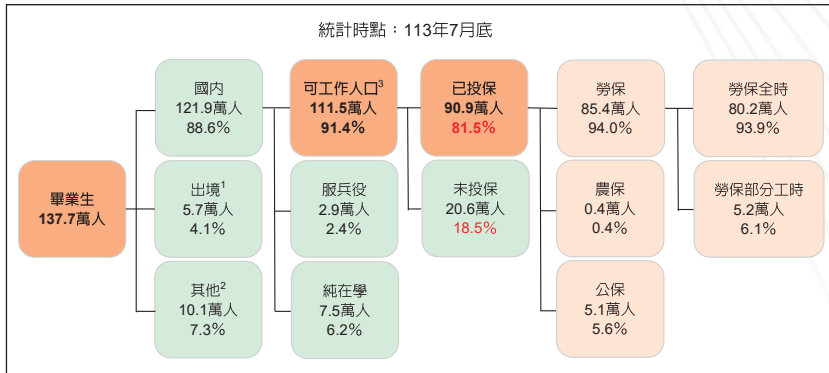 統計時點：113年7月底
畢業生
137.7萬人
國內
121.9萬人
88.6%
出境1
5.7萬人
4.1%
其他2
10.1萬人
7.3%
可工作人口3
111.5萬人
91.4%
服兵役
2.9萬人
2.4%
純在學
7.5萬人
6.2%
已投保
90.9萬人
81.5%
未投保
20.6萬人
18.5%
勞保
85.4萬人
94.0%
農保
0.4萬人
0.4%
公保
5.1萬人
5.6%
勞保全時
80.2萬人
93.9%
勞保部分工時
5.2萬人
6.1%